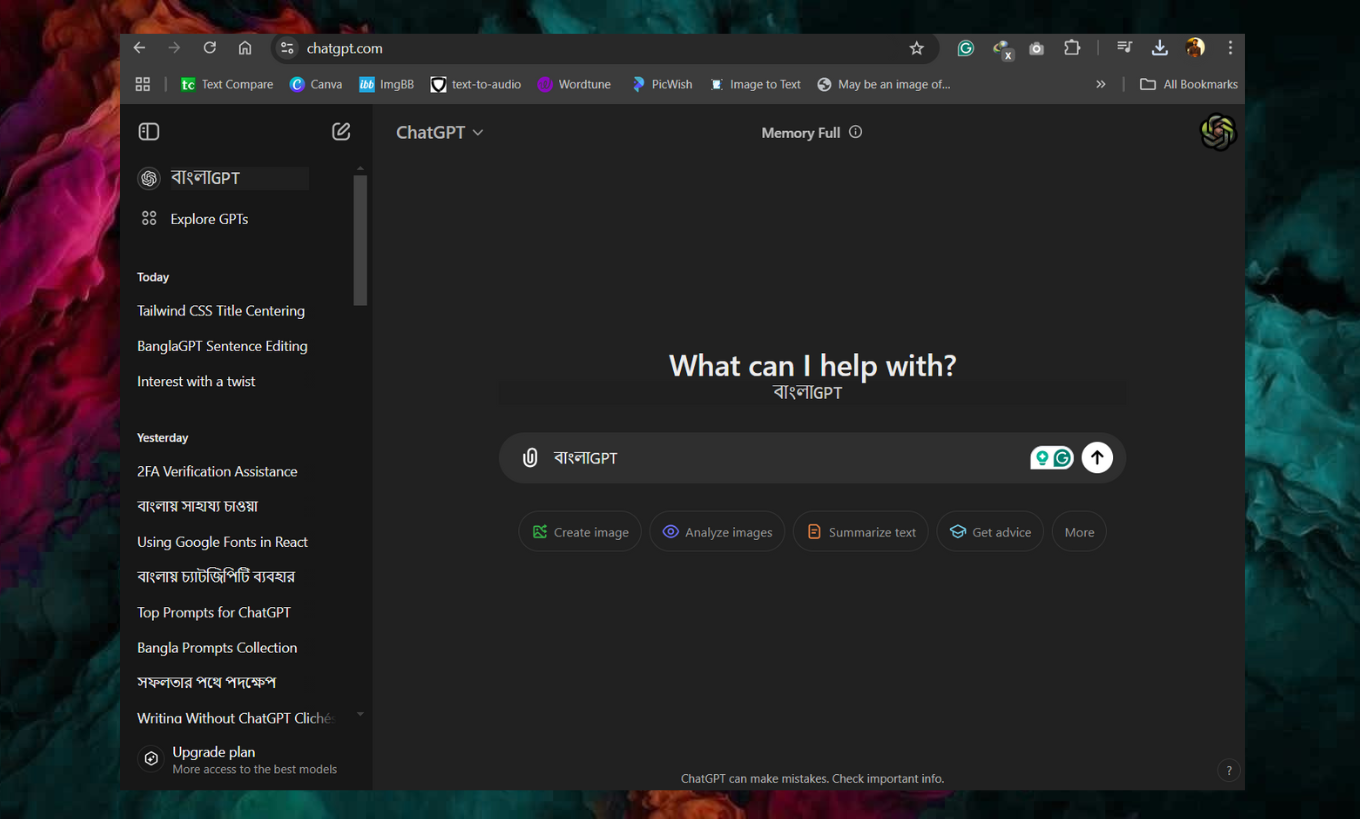 chatgpt.com
x
tc Text Compare
C Canva
ibb ImgBB
text-to-audio
Wordtune
PicWish
Image to Text
May be an image of...
»
All Bookmarks
ChatGPT
Memory Full
বাংলাGPT
Explore GPTs
Today
Tailwind CSS Title Centering
BanglaGPT Sentence Editing
Interest with a twist
Yesterday
2FA Verification Assistance
বাংলায় সাহায্য চাওয়া
Using Google Fonts in React
বাংলায় চ্যাটজিপিটি ব্যবহার
Top Prompts for ChatGPT
Bangla Prompts Collection
সফলতার পথে পদক্ষেপ
Writing Without ChatGPT Clichés
Upgrade plan
More access to the best models
What can I help with?
বাংলাGPT
বাংলাGPT
Create image
Analyze images
Summarize text
Get advice
More
ChatGPT can make mistakes. Check important info.
?